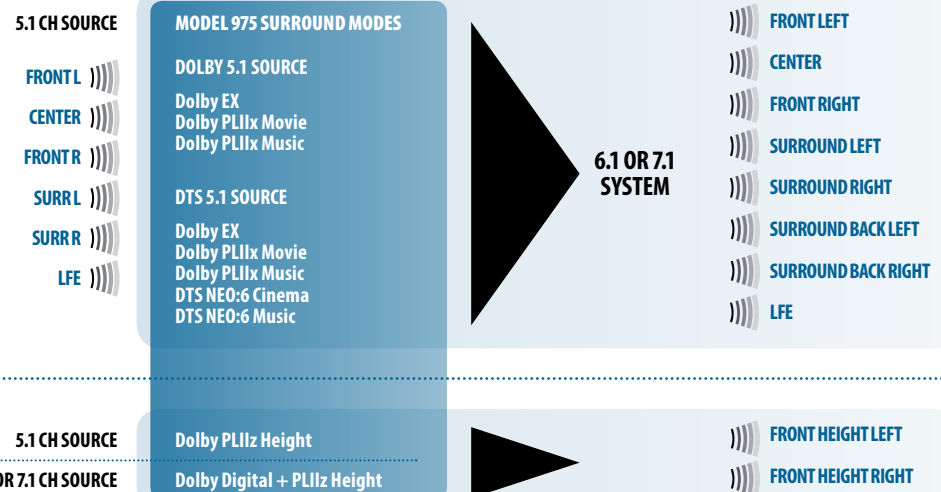 5.1 CH SOURCE
FRONT L
CENTER
FRONT R
SURR L
SURR R
LFE
MODEL 975 SURROUND MODES
DOLBY 5.1 SOURCE
Dolby EX
Dolby PLIIx Movie
Dolby PLIIx Music
DTS 5.1 SOURCE
Dolby EX
Dolby PLIIx Movie
Dolby PLIIx Music
DTS NEO:6 Cinema
DTS NEO:6 Music
6.1 OR 7.1
SYSTEM
FRONT LEFT
CENTER
FRONT RIGHT
SURROUND LEFT
SURROUND RIGHT
SURROUND BACK LEFT
SURROUND BACK RIGHT
LFE
5.1 CH SOURCE
Dolby PLIIz Height
FRONT HEIGHT LEFT
OR 7.1 CH SOURCE
Dolby Digital + PLIIz Height
FRONT HEIGHT RIGHT